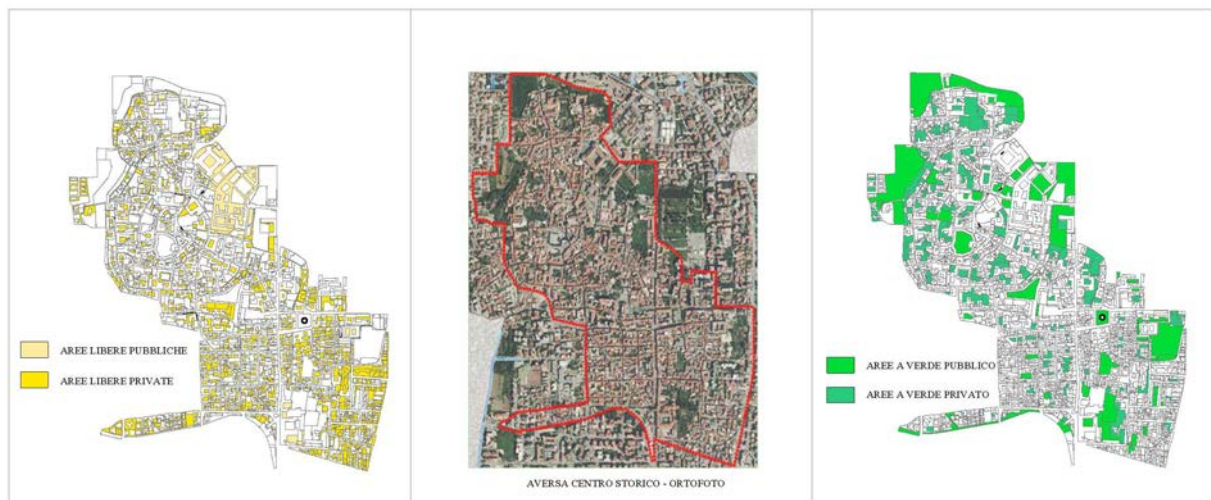 AREE LIBERE PUBBLICHE
AREE LIBERE PRIVATE
AVERSA CENTRO STORICO - ORTOFOTO
AREE A VERDE PUBBLICO
AREE A VERDE PRIVATO